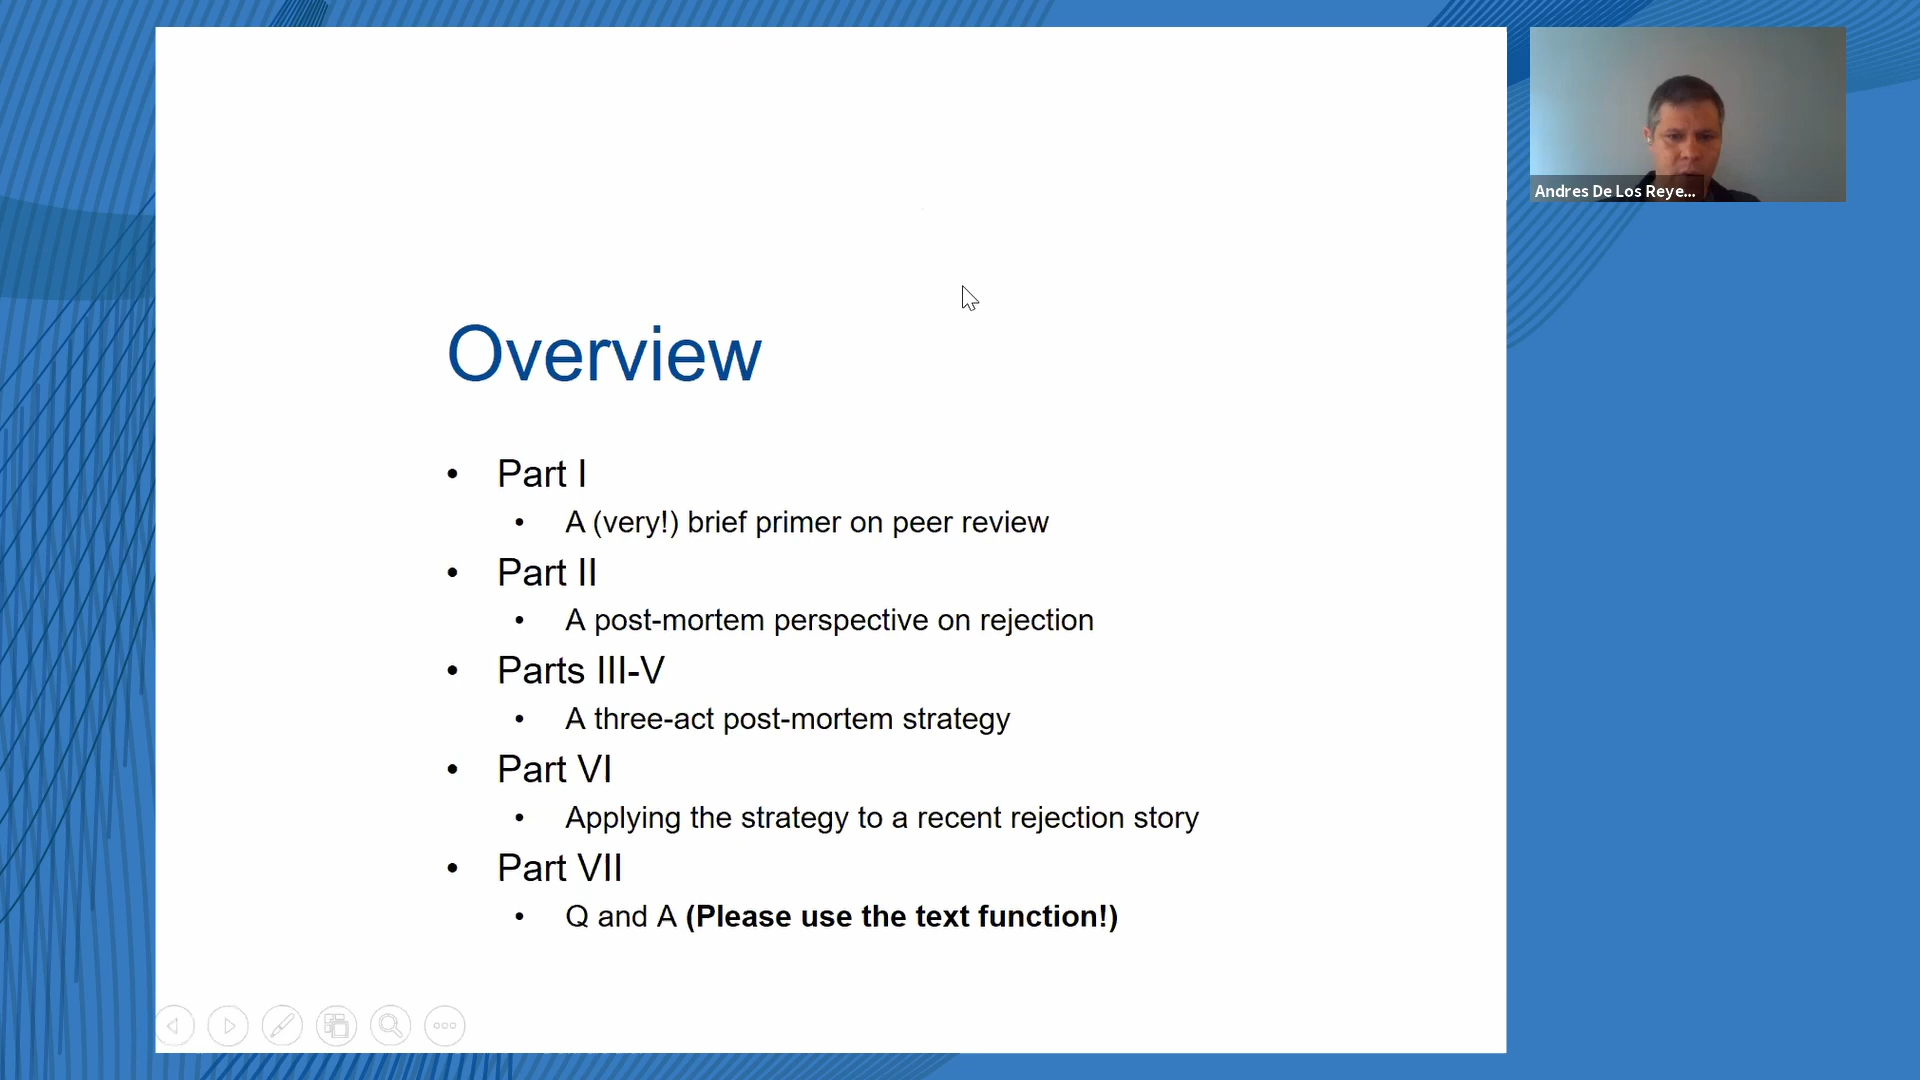 Andres De Los Reye...
Overview
• Part I
• A (very!) brief primer on peer review
• Part II
• A post-mortem perspective on rejection
• Parts III-V
• A three-act post-mortem strategy
• Part VI
• Applying the strategy to a recent rejection story
• Part VII
• Q and A (Please use the text function!)